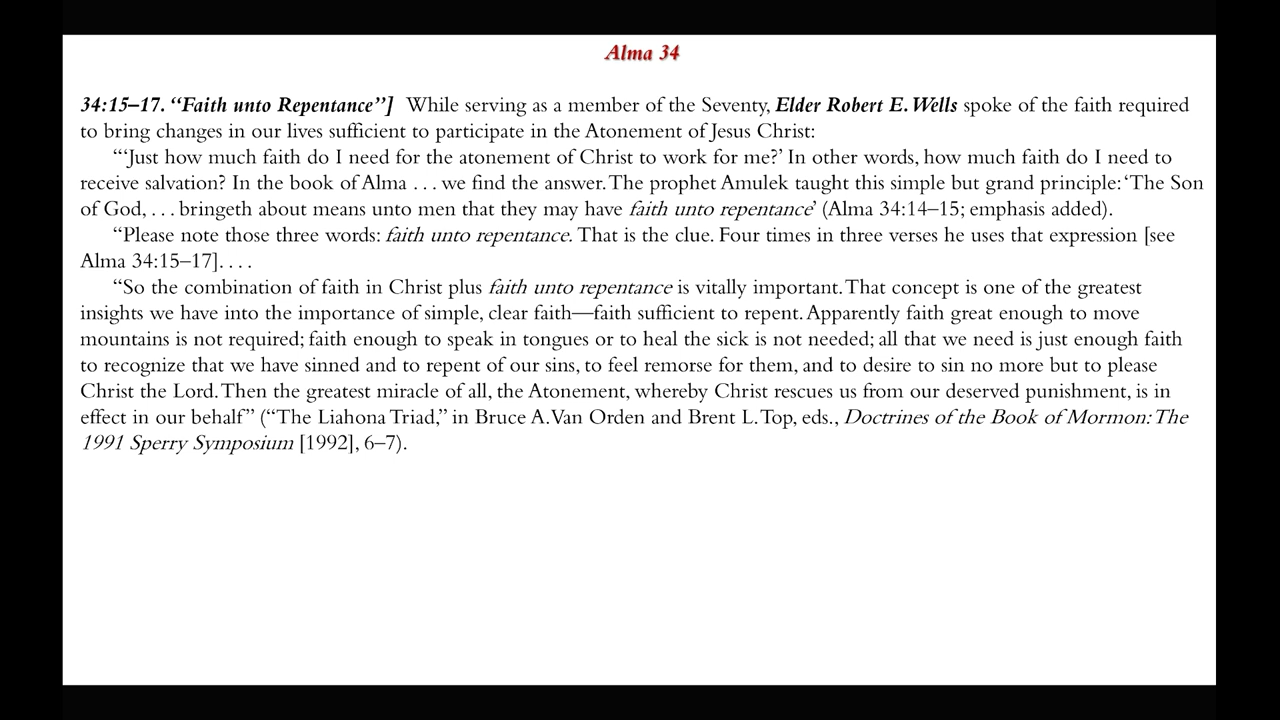 Alma 34
34:15–17. “Faith unto Repentance”] While serving as a member of the Seventy, Elder Robert E. Wells spoke of the faith required
to bring changes in our lives sufficient to participate in the Atonement of Jesus Christ:
“‘Just how much faith do I need for the atonement of Christ to work for me?’ In other words, how much faith do I need to
receive salvation? In the book of Alma . . . we find the answer. The prophet Amulek taught this simple but grand principle: ‘The Son
of God, . . . bringeth about means unto men that they may have faith unto repentance’ (Alma 34:14–15; emphasis added).
“Please note those three words: faith unto repentance. That is the clue. Four times in three verses he uses that expression [see
Alma 34:15–17]. . . .
“So the combination of faith in Christ plus faith unto repentance is vitally important. That concept is one of the greatest
insights we have into the importance of simple, clear faith—faith sufficient to repent. Apparently faith great enough to move
mountains is not required; faith enough to speak in tongues or to heal the sick is not needed; all that we need is just enough faith
to recognize that we have sinned and to repent of our sins, to feel remorse for them, and to desire to sin no more but to please
Christ the Lord. Then the greatest miracle of all, the Atonement, whereby Christ rescues us from our deserved punishment, is in
effect in our behalf” (“The Liahona Triad,” in Bruce A. Van Orden and Brent L. Top, eds., Doctrines of the Book of Mormon: The
1991 Sperry Symposium [1992], 6–7).